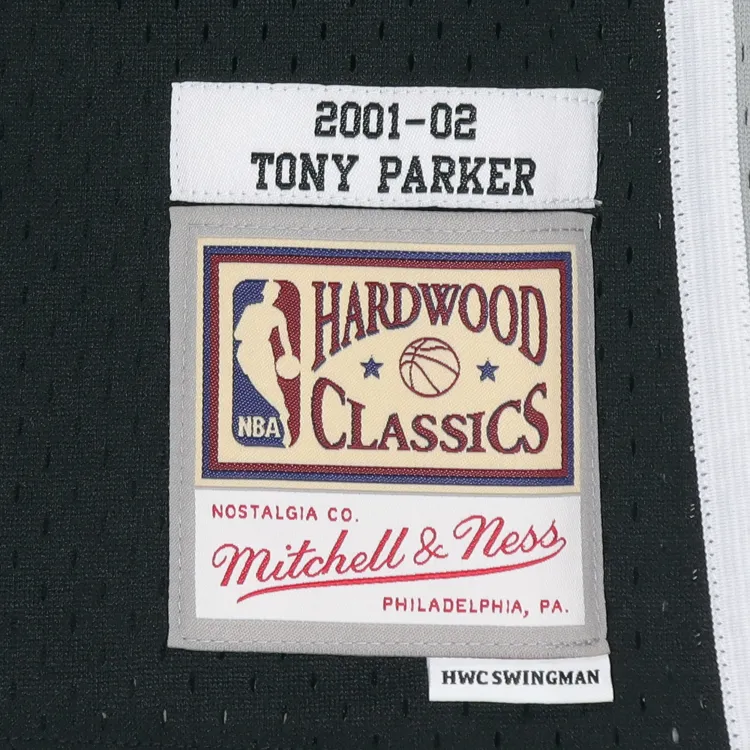 2001-02
TONY PARKER
HARDWOOD
CLASSICS
NBA
NOSTALGIA CO.
Mitchell & Ness
PHILADELPHIA, PA.
HWC SWINGMAN